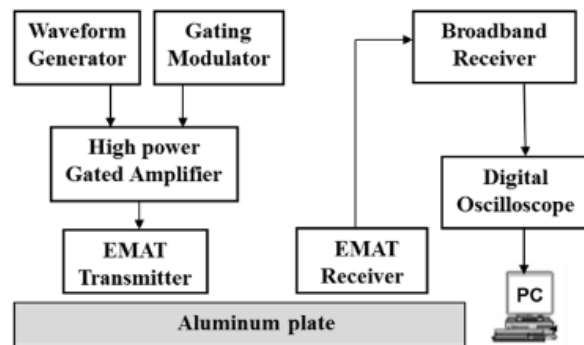 Waveform
Generator
Gating
Modulator
High power
Gated Amplifier
EMAT
Transmitter
EMAT
Receiver
Broadband
Receiver
Digital
Oscilloscope
PC
Aluminum plate